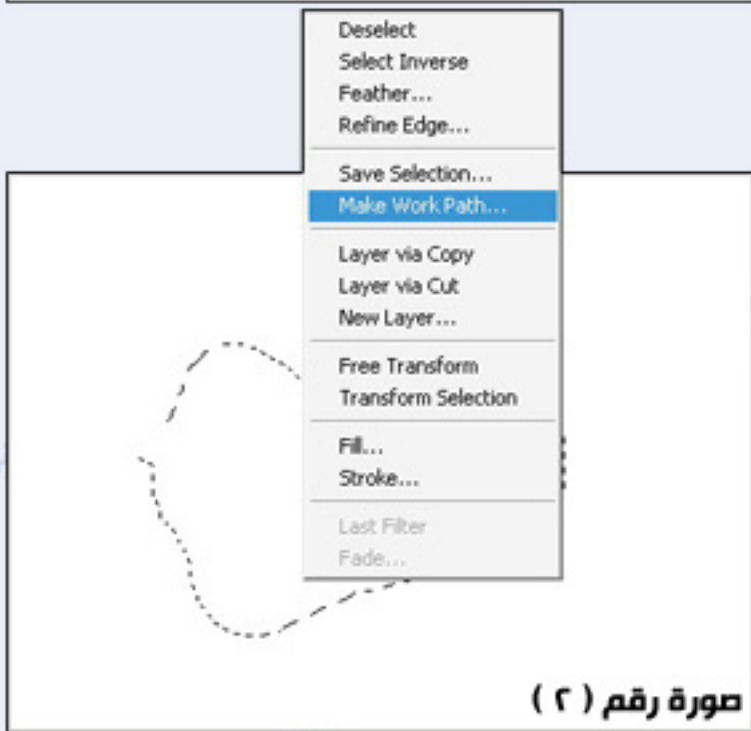 Deselect
Select Inverse
Feather...
Refine Edge...
Save Selection...
Make Work Path...
Layer via Copy
Layer via Cut
New Layer...
Free Transform
Transform Selection
Fill...
Stroke...
Last Filter
Fade...
صورة رقم ( ٢ )